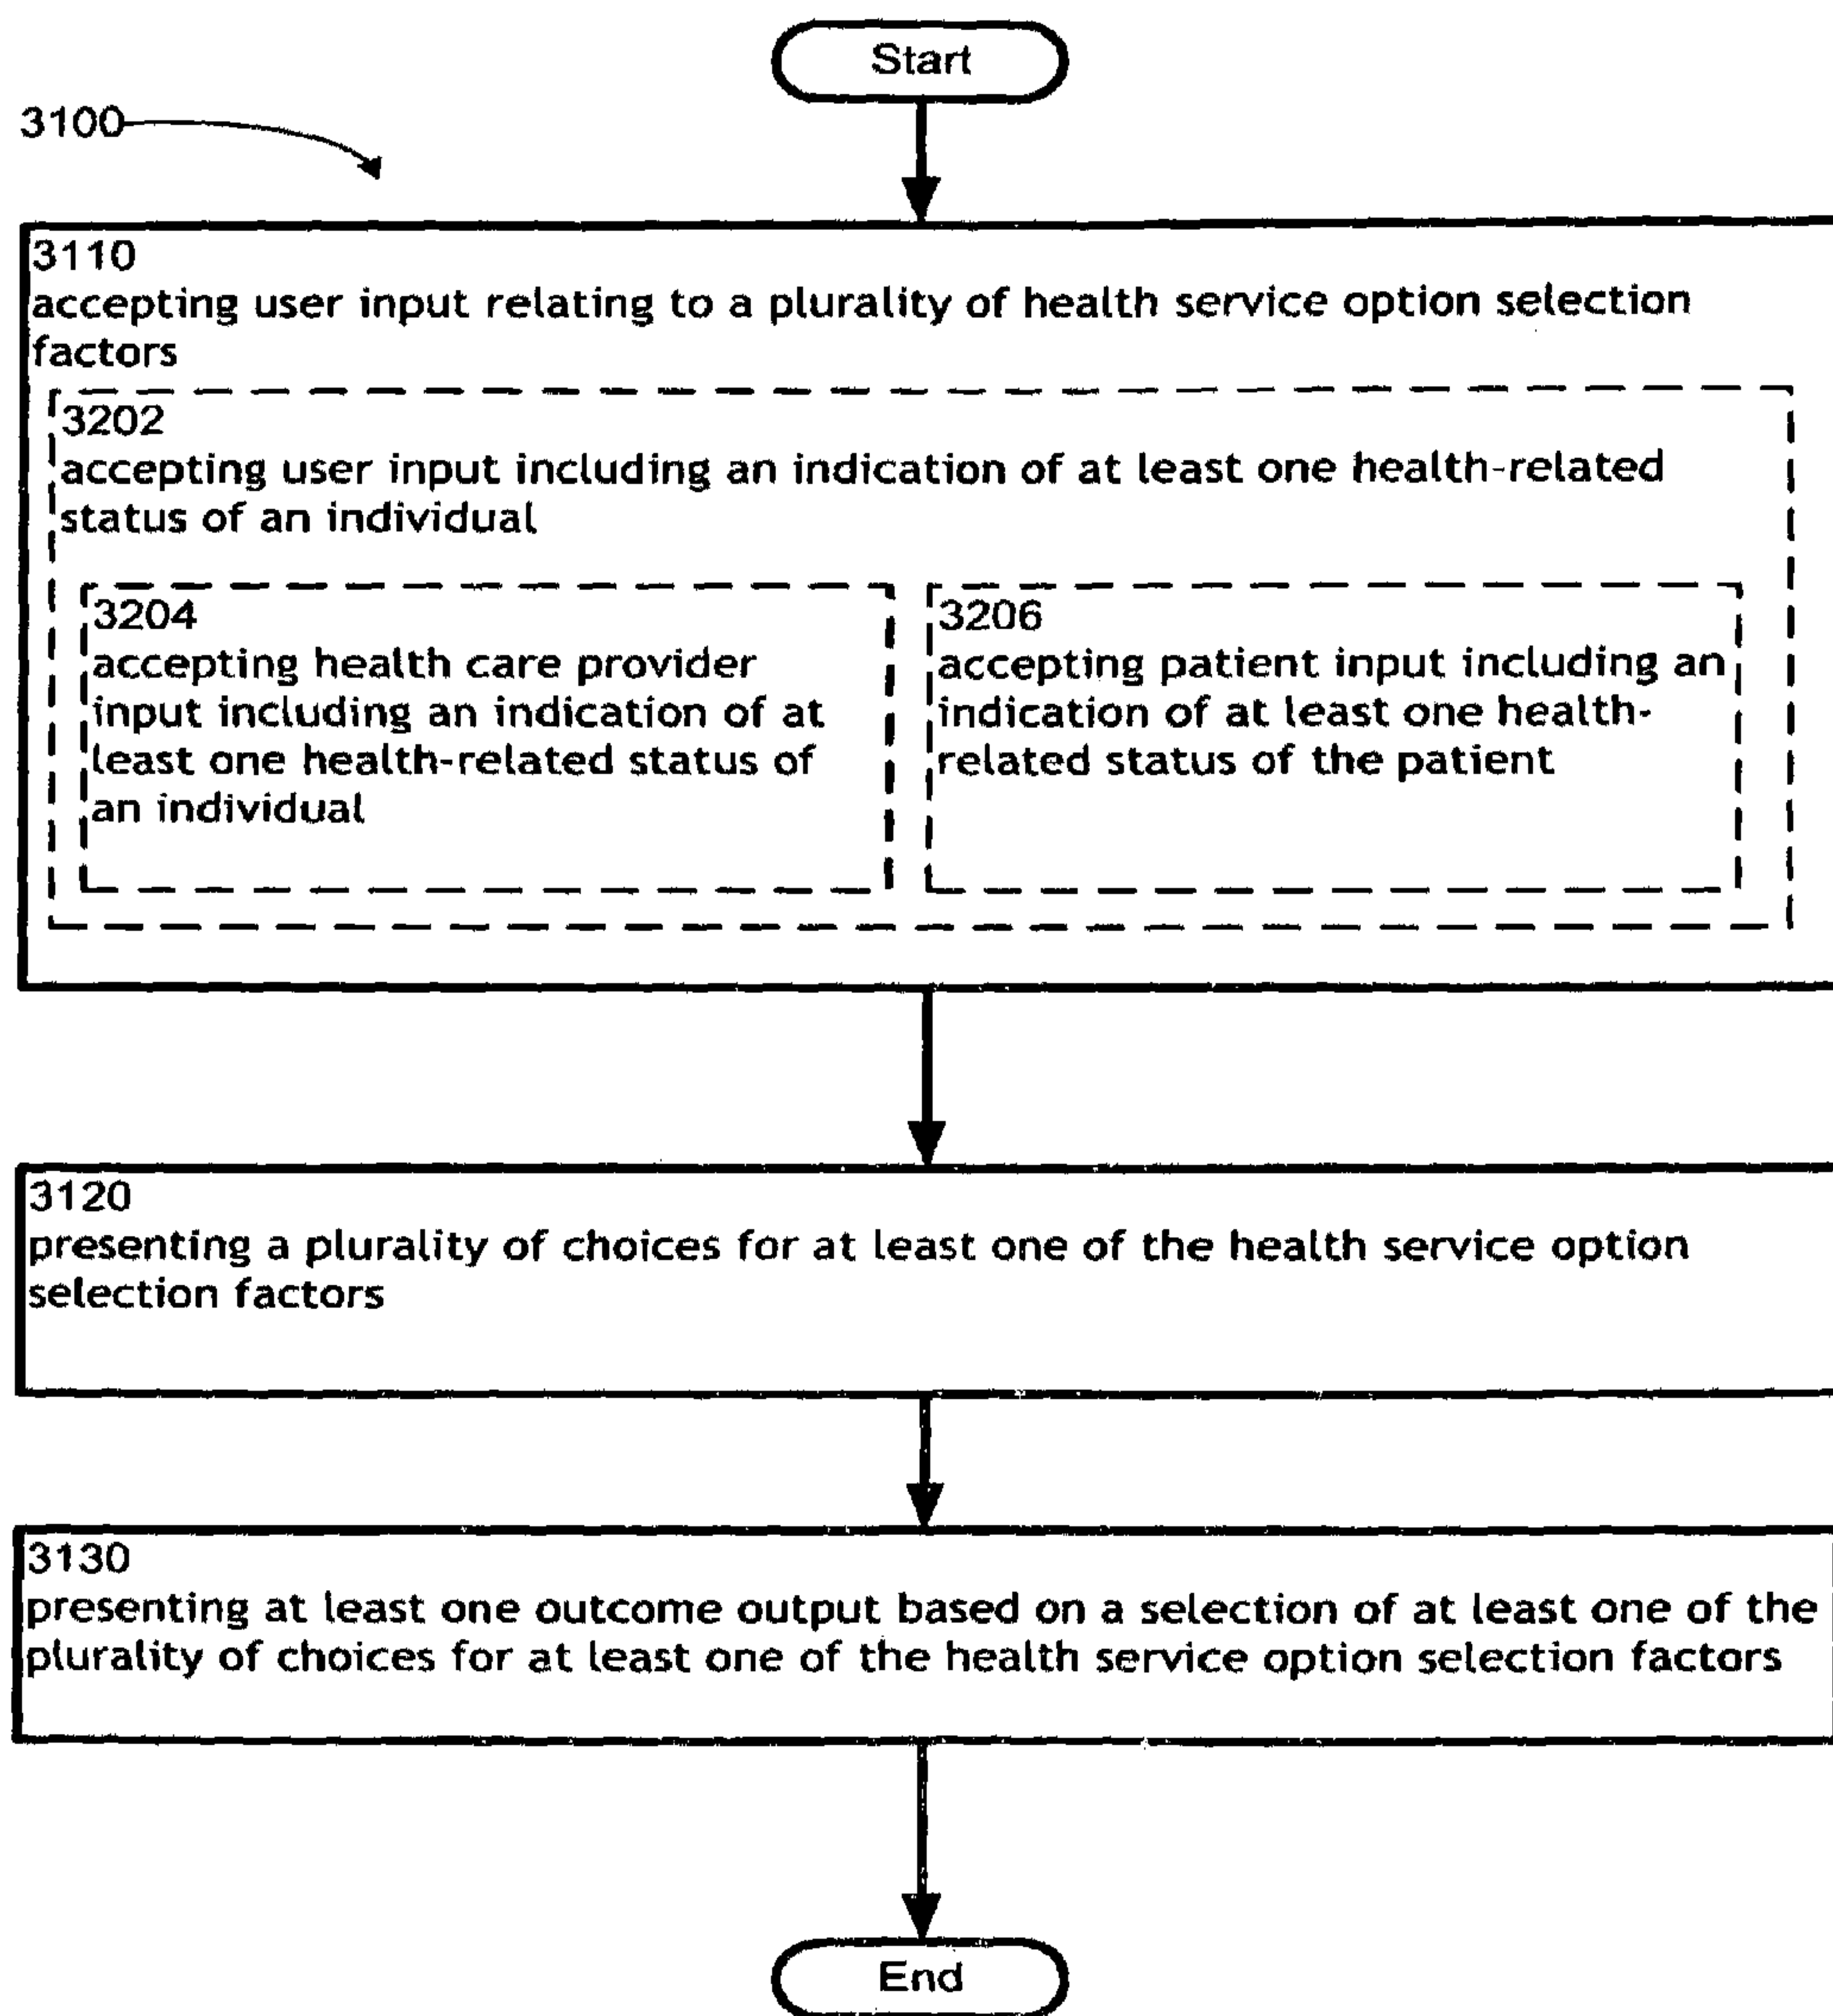 Start
3100
3110
accepting user input relating to a plurality of health service option selection
factors
3202
accepting user input including an indication of at least one health-related
status of an individual
3204
accepting health care provider
input including an indication of at
least one health-related status of
an individual
3206
accepting patient input including an
indication of at least one health-
related status of the patient
3120
presenting a plurality of choices for at least one of the health service option
selection factors
3130
presenting at least one outcome output based on a selection of at least one of the
plurality of choices for at least one of the health service option selection factors
End